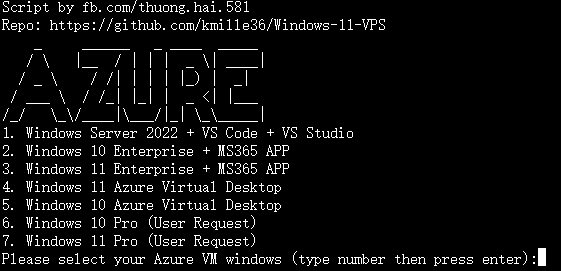 Script by fb.com/thuong.hai.581
Repo: https://github.com/kmille36/Windows-11-VPS
AZURE
1. Windows Server 2022 + VS Code + VS Studio
2. Windows 10 Enterprise + MS365 APP
3. Windows 11 Enterprise + MS365 APP
4. Windows 11 Azure Virtual Desktop
5. Windows 10 Azure Virtual Desktop
6. Windows 10 Pro (User Request)
7. Windows 11 Pro (User Request)
Please select your Azure VM windows (type number then press enter):